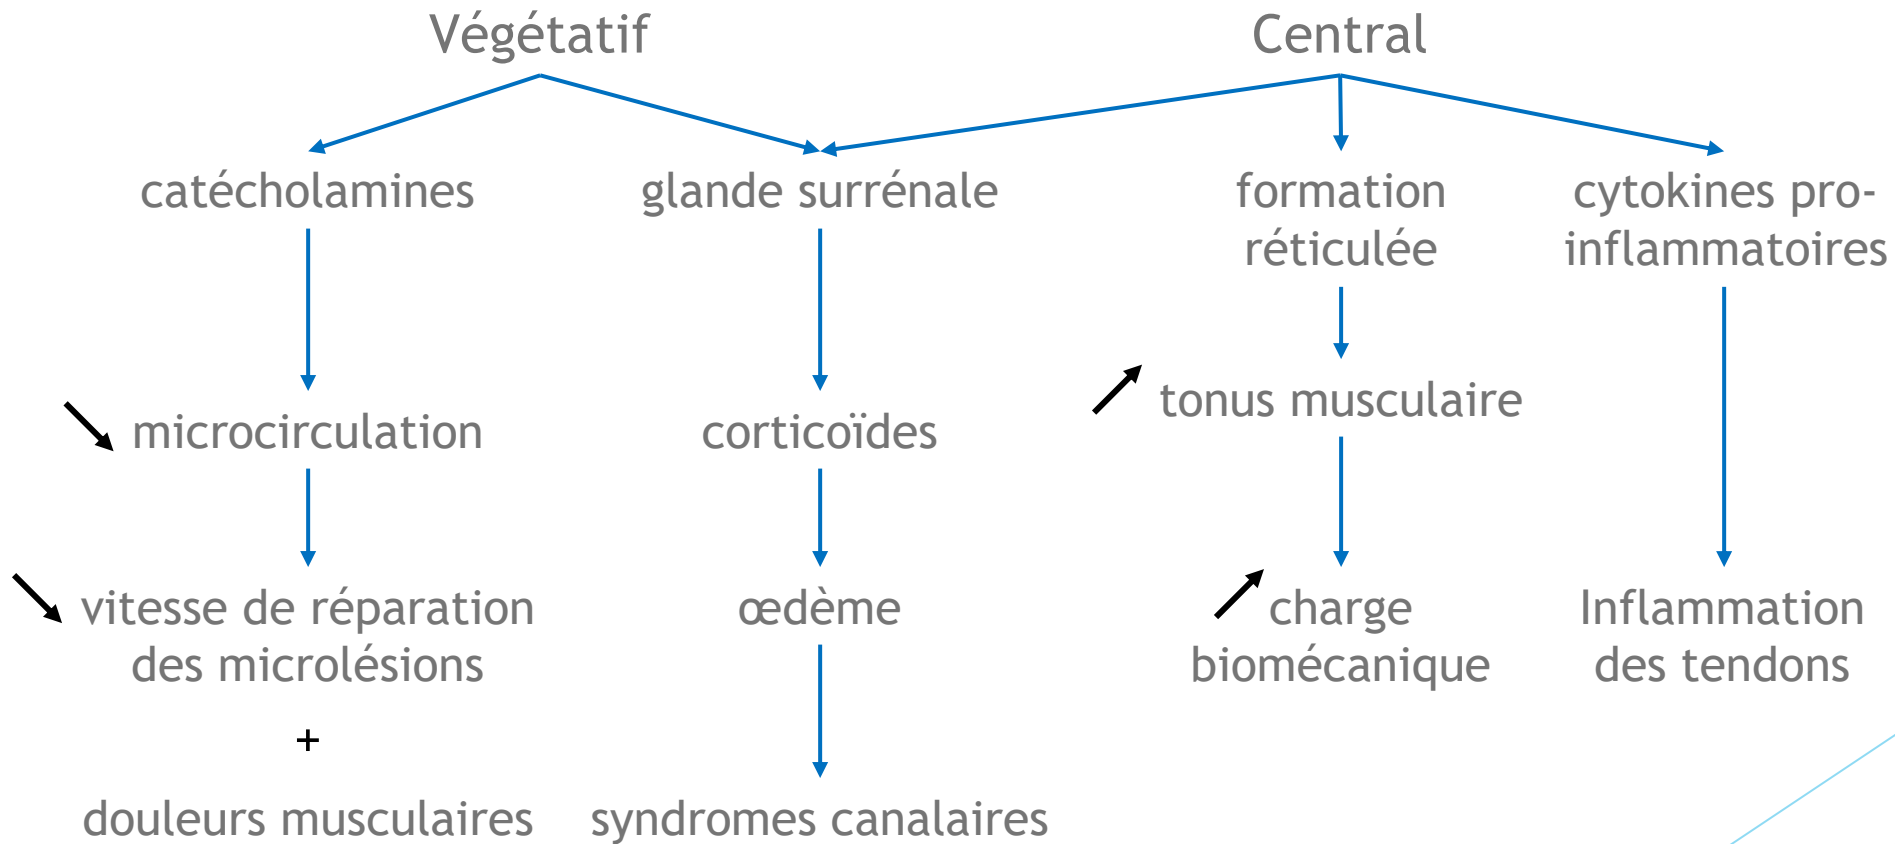 Végétatif
Central
catécholamines
glande surrénale
formation
réticulée
cytokines pro-
inflammatoires
tonus musculaire
microcirculation
corticoïdes
vitesse de réparation
des microlésions
œdème
charge
biomécanique
Inflammation
des tendons
+
douleurs musculaires
syndromes canalaires